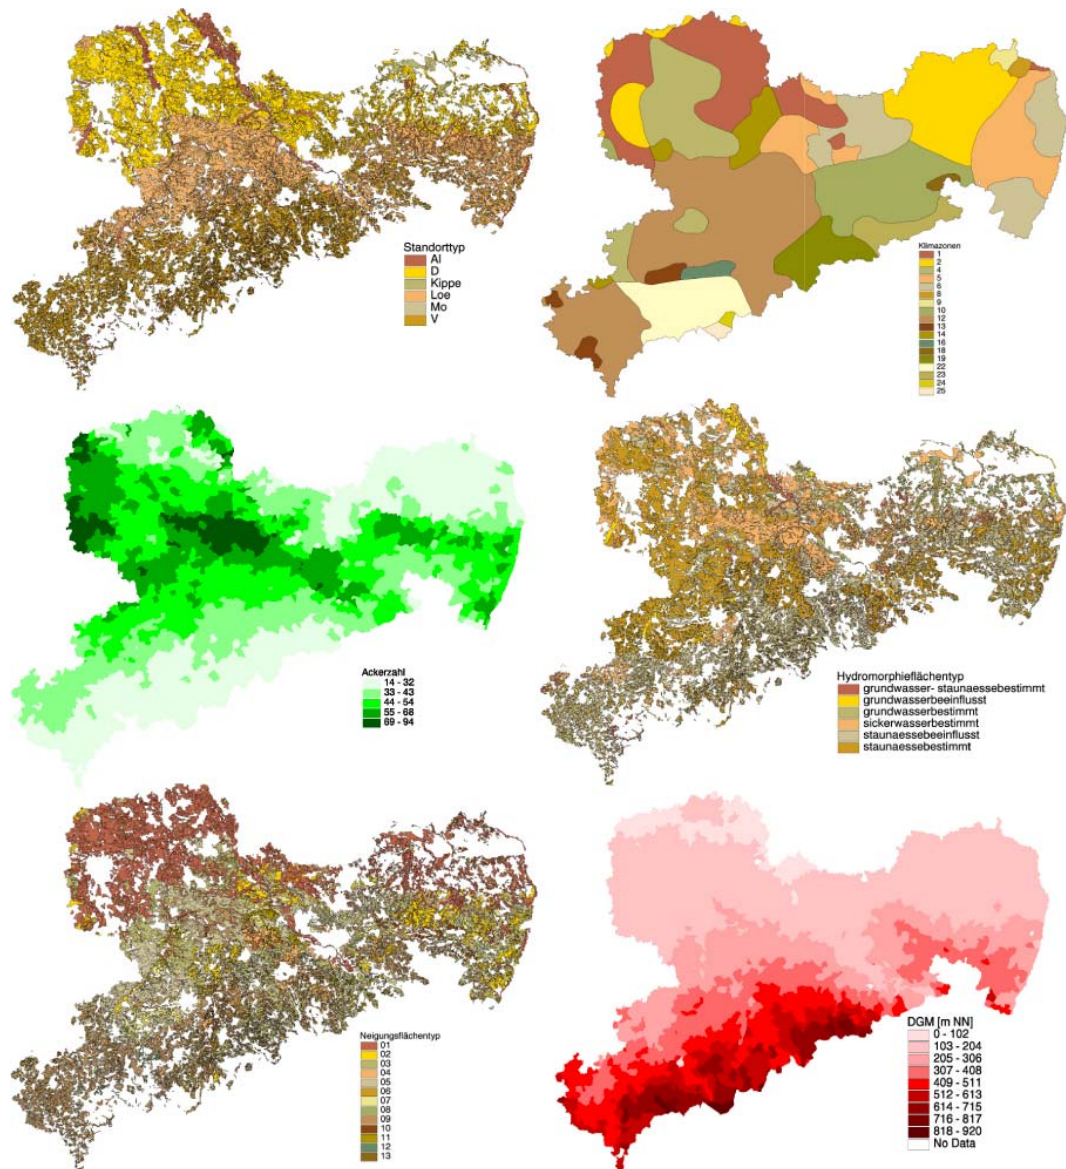 Standorttyp
Al
D
Kippe
Loe
Mo
V
Klimazonen
1
2
4
5
6
8
9
10
12
13
14
16
18
19
22
23
24
25
Ackerzahl
14 - 32
33 - 43
44 - 54
55 - 68
69 - 94
Hydromorphieflächentyp
grundwasser- staunaessebestimmt
grundwasserbeeinflusst
grundwasserbestimmt
sickerwasserbestimmt
staunaessebeeinflusst
staunaessebestimmt
Neigungsflächentyp
01
02
03
04
05
06
07
08
09
10
11
12
13
DGM [m NN]
0 - 102
103 - 204
205 - 306
307 - 408
409 - 511
512 - 613
614 - 715
716 - 817
818 - 920
No Data